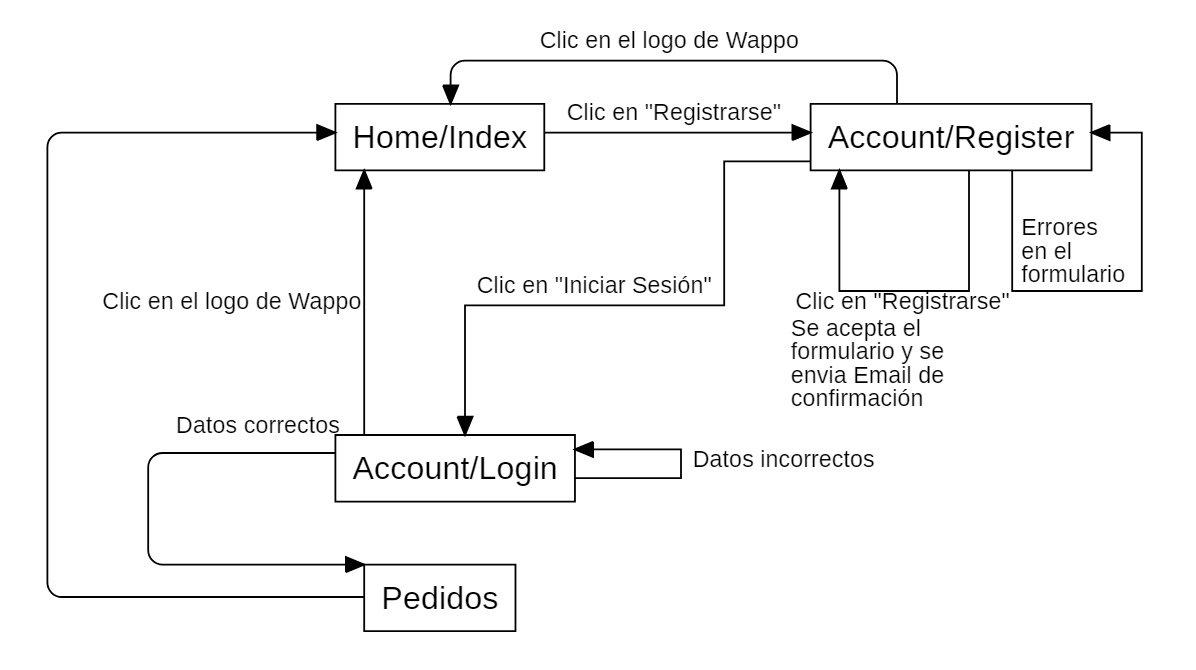 Clic en el logo de Wappo
Clic en "Registrarse"
Home/Index
Account/Register
Errores
en el
formulario
Clic en "Iniciar Sesión"
Clic en el logo de Wappo
Clic en "Registrarse"
Se acepta el
formulario y se
envia Email de
confirmación
Datos correctos
Account/Login
Datos incorrectos
Pedidos